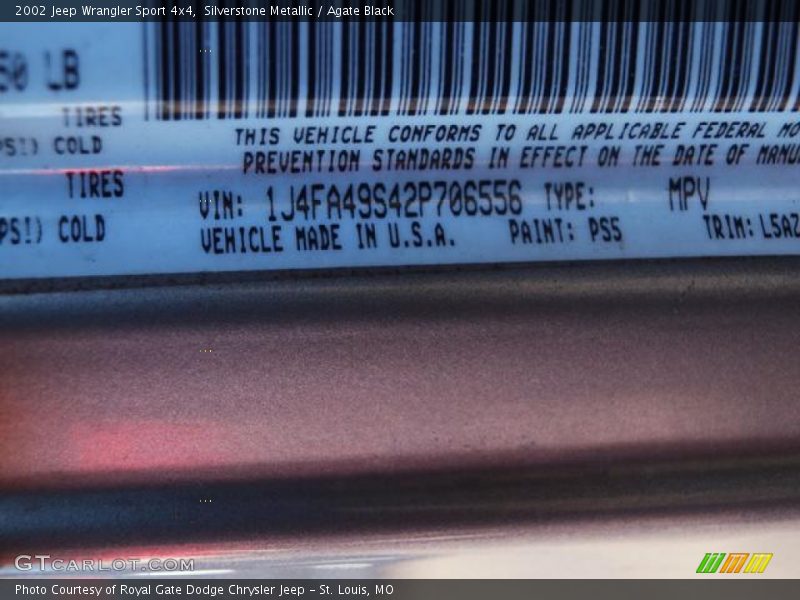 2002 Jeep Wrangler Sport 4x4, Silverstone Metallic / Agate Black
50 LB
TIRES
PSI) COLD
THIS VEHICLE CONFORMS TO ALL APPLICABLE FEDERAL MO
PREVENTION STANDARDS IN EFFECT ON THE DATE OF MANU
TIRES
VIN: 1J4FA49S42P706556 TYPE: MPV
PSI) COLD
VEHICLE MADE IN U.S.A. PAINT: PS5 TRIM: L5AZ
GTCARLOT.COM
Photo Courtesy of Royal Gate Dodge Chrysler Jeep - St. Louis, MO